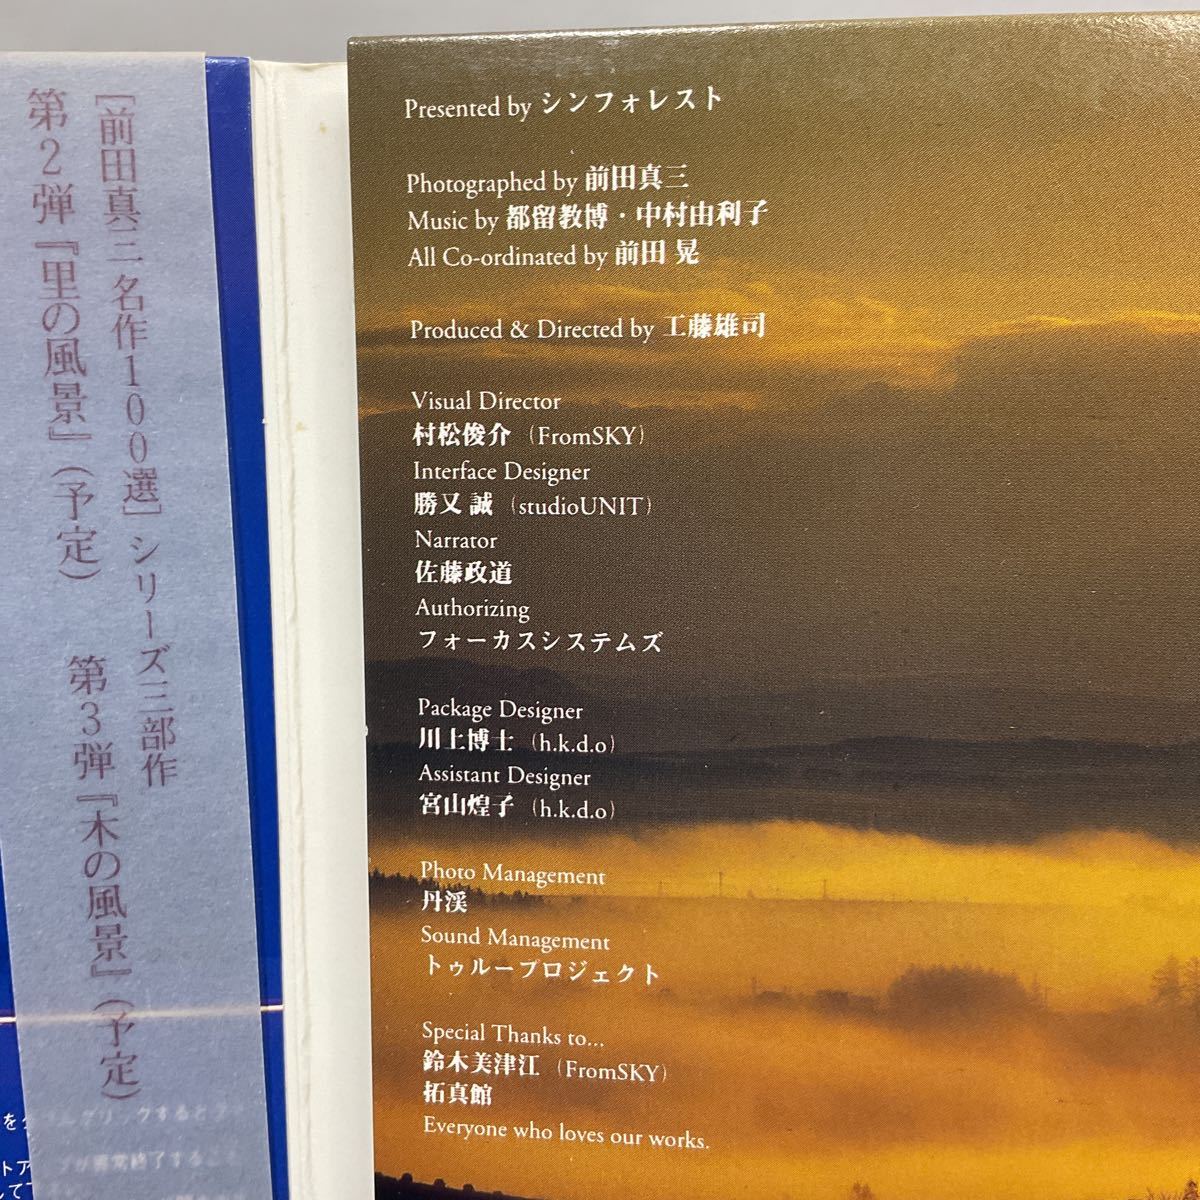 [前田真三 名作100選] シリーズ三部作
第2弾『里の風景』(予定)　第3弾『木の風景』(予定)
Presented by シンフォレスト
Photographed by 前田真三
Music by 都留教博・中村由利子
All Co-ordinated by 前田 晃
Produced & Directed by 工藤雄司
Visual Director
村松俊介 (FromSKY)
Interface Designer
勝又 誠 (studioUNIT)
Narrator
佐藤政道
Authorizing
フォーカスシステムズ
Package Designer
川上博士 (h.k.d.o)
Assistant Designer
宮山煌子 (h.k.d.o)
Photo Management
丹渓
Sound Management
トゥループロジェクト
Special Thanks to...
鈴木美津江 (FromSKY)
拓真館
Everyone who loves our works.